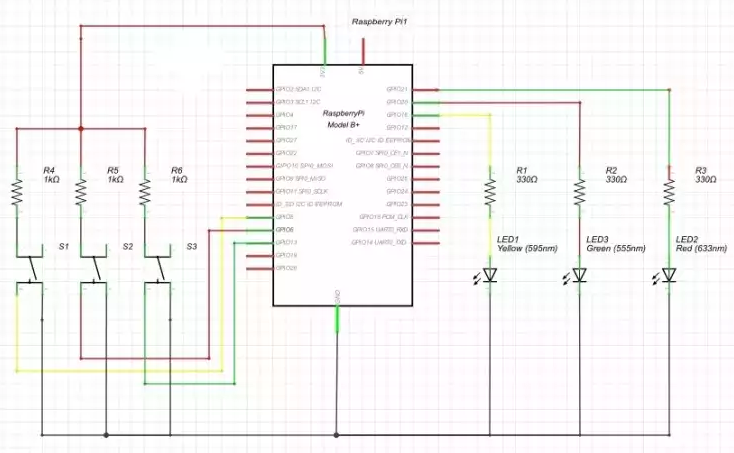 Raspberry Pi1
3V3
5V
GPIO2 SDA1 I2C
GPIO3 SCL1 I2C
GPIO4
GPIO17
GPIO27
GPIO22
GPIO10 SPI0_MOSI
GPIO9 SPI0_MISO
GPIO11 SPI0_SCLK
ID_SD I2C ID EEPROM
GPIO5
GPIO6
GPIO13
GPIO19
GPIO26
RaspberryPi
Model B+
GPIO21
GPIO20
GPIO16
GPIO12
ID_SC I2C ID EEPROM
GPIO7 SPI0_CE1_N
GPIO8 SPI0_CE0_N
GPIO25
GPIO24
GPIO23
GPIO18 PCM_CLK
GPIO15 UART0_RXD
GPIO14 UART0_TXD
GND
R4
1kΩ
R5
1kΩ
R6
1kΩ
S1
S2
S3
R1
330Ω
R2
330Ω
R3
330Ω
LED1
Yellow (595nm)
LED3
Green (555nm)
LED2
Red (633nm)